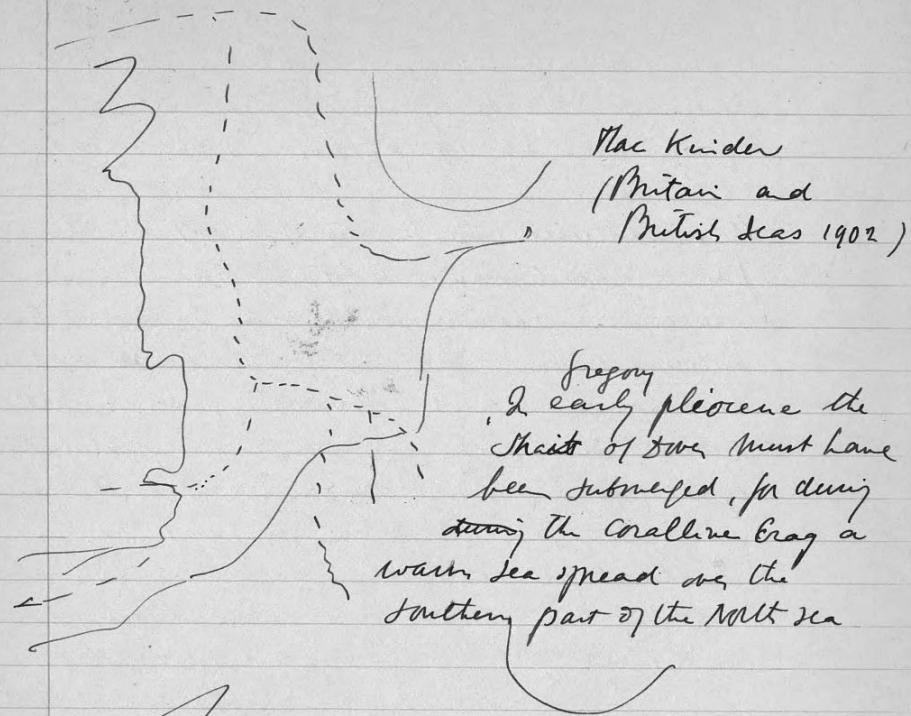 Mac Kinder
(Britain and
British Seas 1902)
Gregory
In early pliocene the
Straits of Dover must have
been submerged, for during
during the Coralline Crag a
warm sea spread over the
southern part of the North Sea